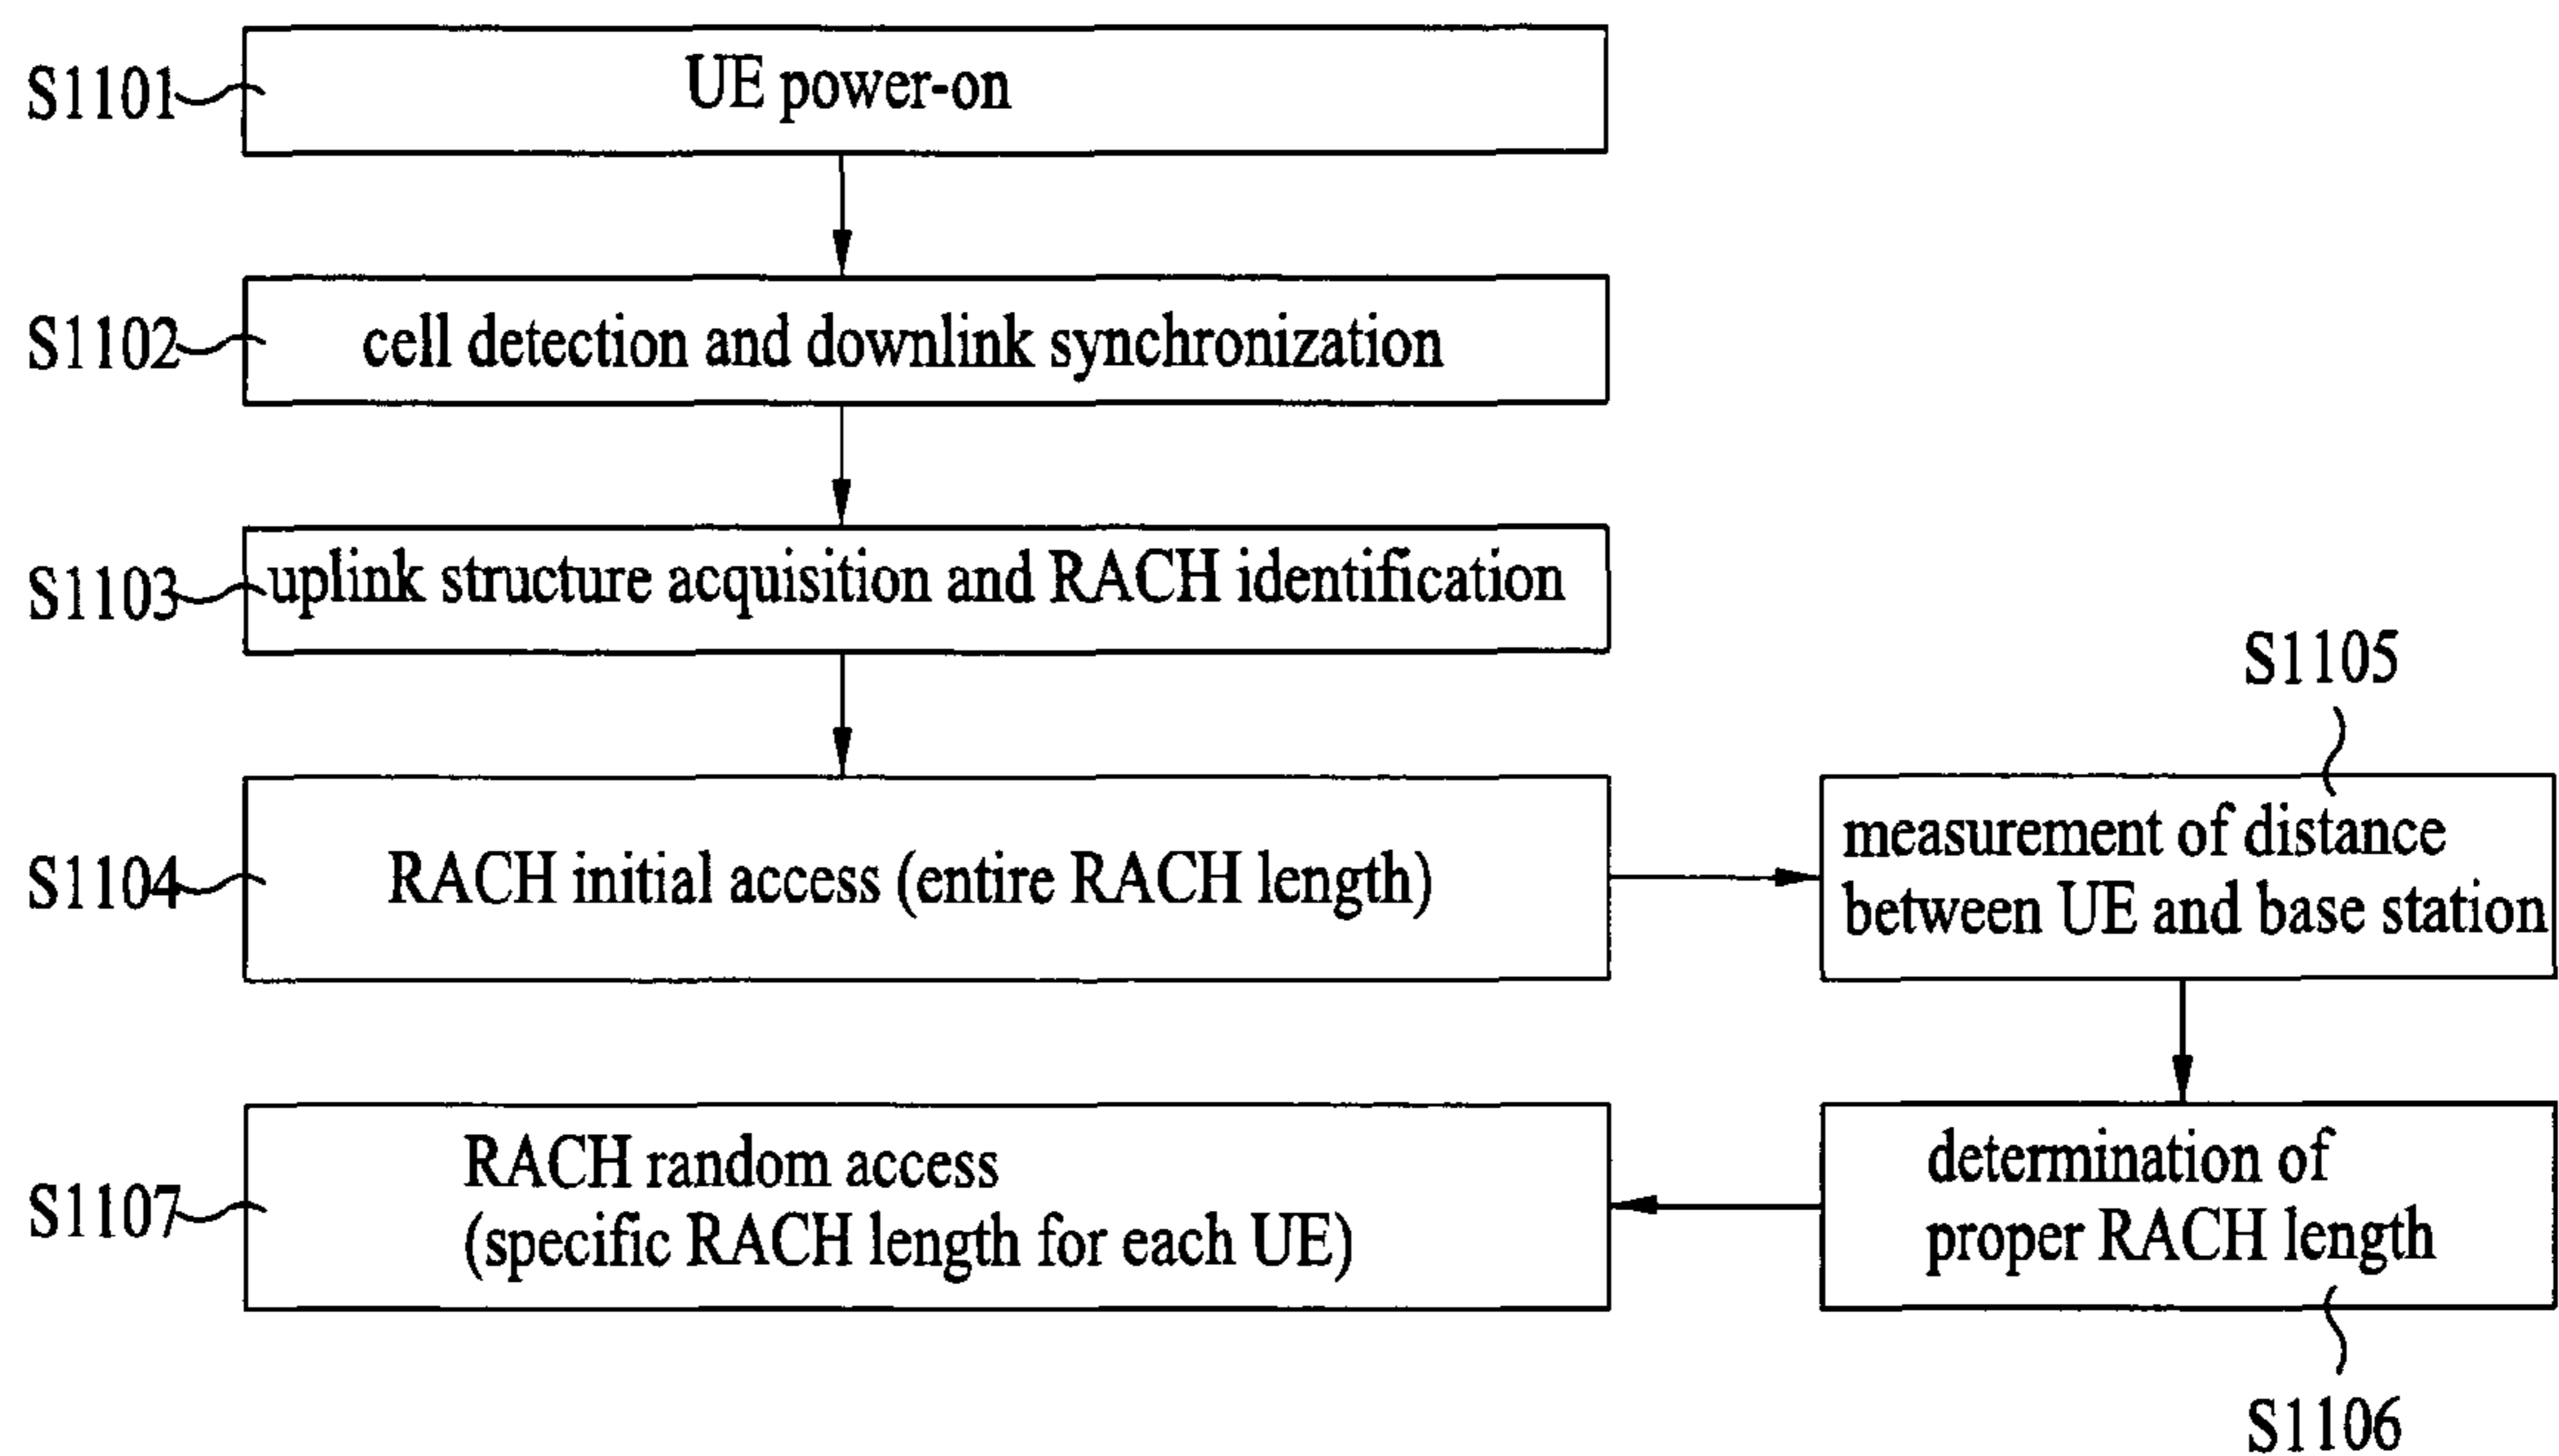 S1101
UE power-on
S1102
cell detection and downlink synchronization
S1103
uplink structure acquisition and RACH identification
S1104
RACH initial access (entire RACH length)
S1105
measurement of distance
between UE and base station
S1107
RACH random access
(specific RACH length for each UE)
determination of
proper RACH length
S1106